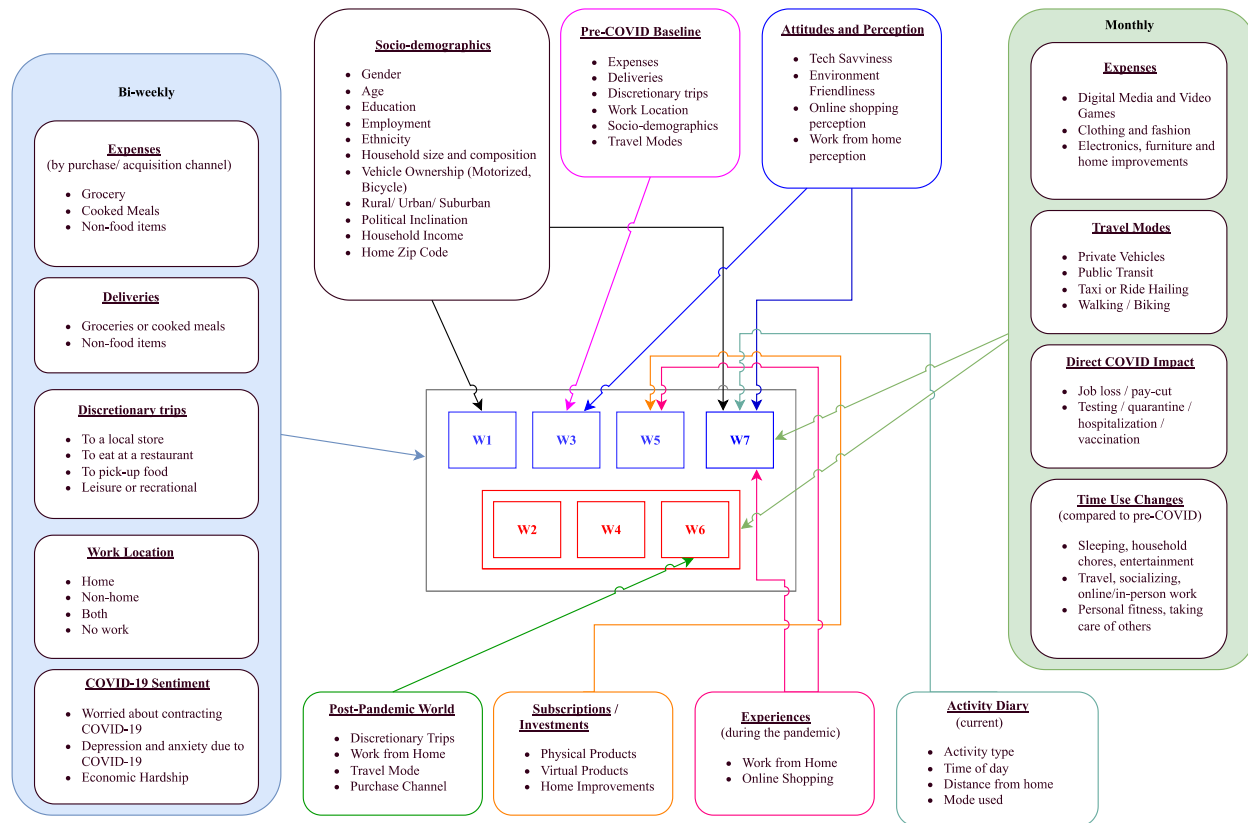 Bi-weekly
Expenses
(by purchase/ acquisition channel)
Grocery
Cooked Meals
Non-food items
Deliveries
Groceries or cooked meals
Non-food items
Discretionary trips
To a local store
To eat at a restaurant
To pick-up food
Leisure or recrational
Work Location
Home
Non-home
Both
No work
COVID-19 Sentiment
Worried about contracting
COVID-19
Depression and anxiety due to
COVID-19
Economic Hardship
Socio-demographics
Gender
Age
Education
Employment
Ethnicity
Household size and composition
Vehicle Ownership (Motorized,
Bicycle)
Rural/ Urban/ Suburban
Political Inclination
Household Income
Home Zip Code
Pre-COVID Baseline
Expenses
Deliveries
Discretionary trips
Work Location
Socio-demographics
Travel Modes
Attitudes and Perception
Tech Savviness
Environment
Friendliness
Online shopping
perception
Work from home
perception
W1
W3
W5
W7
W2
W4
W6
Post-Pandemic World
Discretionary Trips
Work from Home
Travel Mode
Purchase Channel
Subscriptions /
Investments
Physical Products
Virtual Products
Home Improvements
Experiences
(during the pandemic)
Work from Home
Online Shopping
Activity Diary
(current)
Activity type
Time of day
Distance from home
Mode used
Monthly
Expenses
Digital Media and Video
Games
Clothing and fashion
Electronics, furniture and
home improvements
Travel Modes
Private Vehicles
Public Transit
Taxi or Ride Hailing
Walking / Biking
Direct COVID Impact
Job loss / pay-cut
Testing / quarantine /
hospitalization /
vaccination
Time Use Changes
(compared to pre-COVID)
Sleeping, household
chores, entertainment
Travel, socializing,
online/in-person work
Personal fitness, taking
care of others